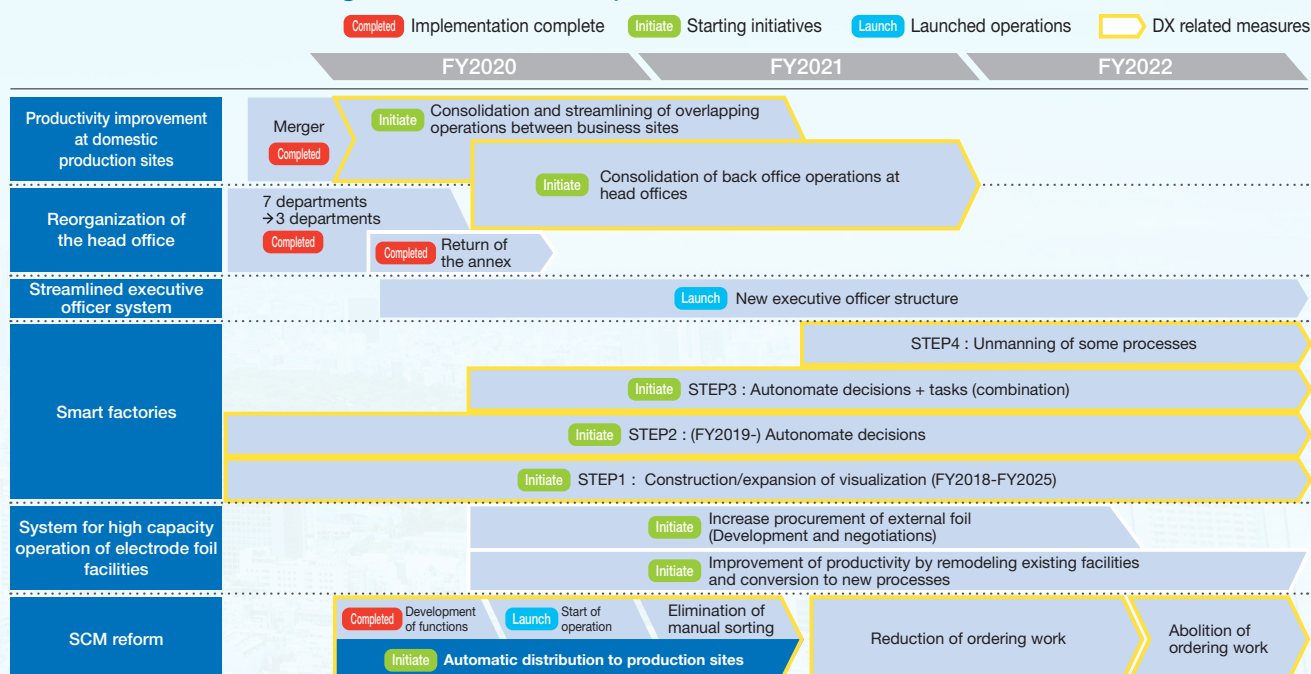 Completed Implementation complete
Initiate Starting initiatives
Launch Launched operations
DX related measures
FY2020
FY2021
FY2022
Productivity improvement
at domestic
production sites
Merger
Completed
Initiate
Consolidation and streamlining of overlapping
operations between business sites
Initiate
Consolidation of back office operations at
head offices
Reorganization of
the head office
7 departments
→3 departments
Completed
Completed
Return of
the annex
Streamlined executive
officer system
Launch New executive officer structure
Smart factories
STEP4 : Unmanning of some processes
Initiate STEP3 : Autonomate decisions + tasks (combination)
Initiate STEP2 : (FY2019-) Autonomate decisions
Initiate STEP1 : Construction/expansion of visualization (FY2018-FY2025)
System for high capacity
operation of electrode foil
facilities
Initiate
Increase procurement of external foil
(Development and negotiations)
Initiate
Improvement of productivity by remodeling existing facilities
and conversion to new processes
SCM reform
Completed
Development
of functions
Launch
Start of
operation
Elimination of
manual sorting
Initiate Automatic distribution to production sites
Reduction of ordering work
Abolition of
ordering work